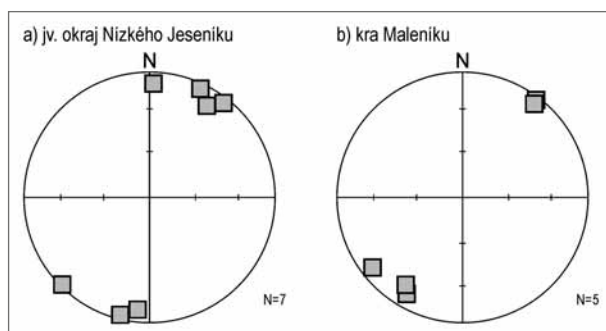 a) jv. okraj Nízkého Jeseníku
b) kra Maleníku
N
N
N=7
N=5